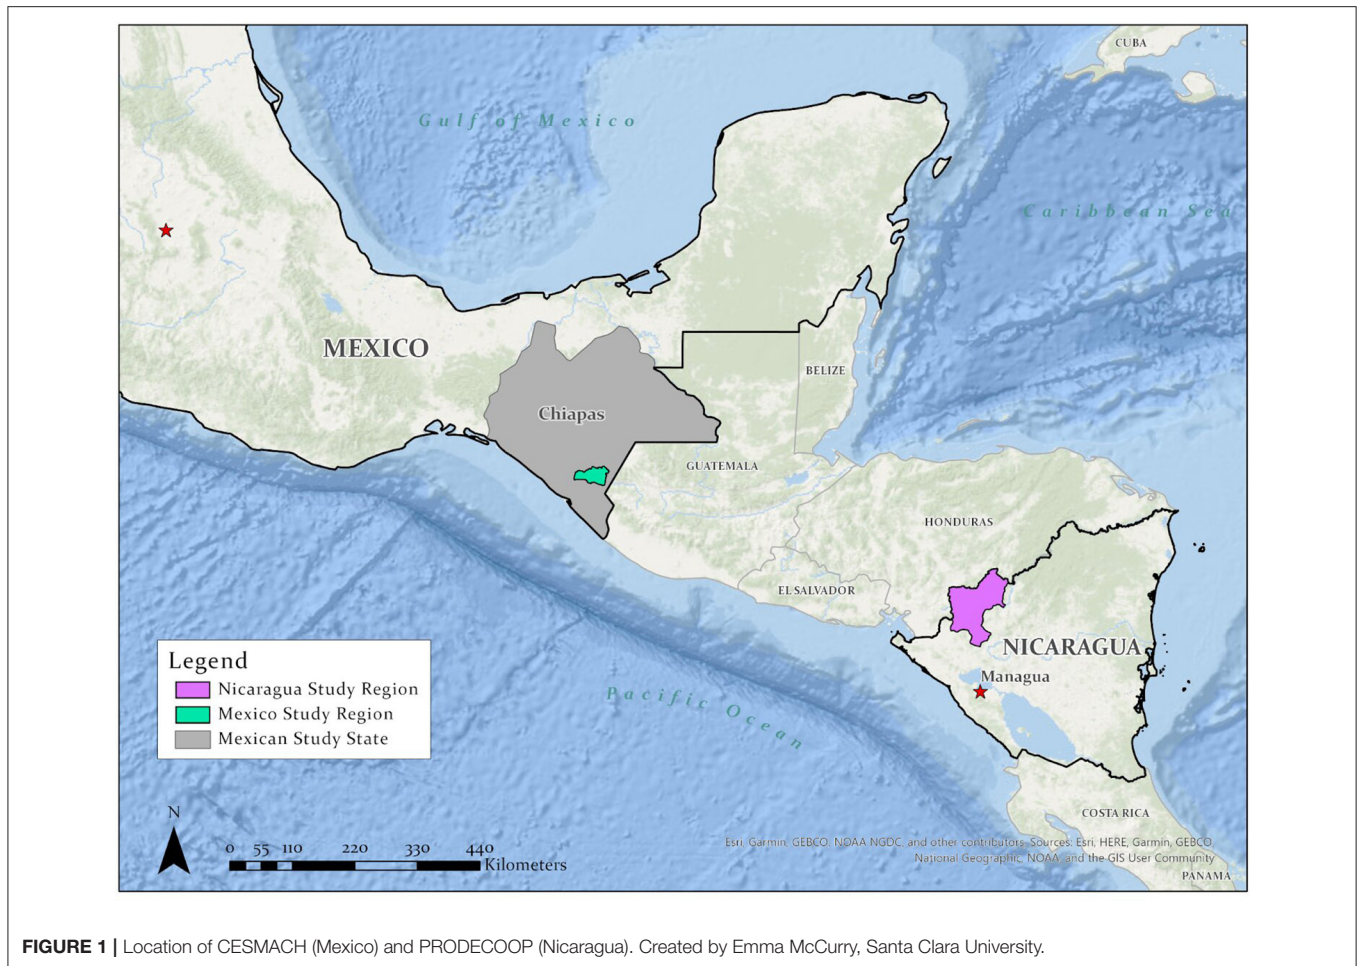 CUBA
Gulf of Mexico
Caribbean Sea
MEXICO
BELIZE
Chiapas
GUATEMALA
HONDURAS
EL SALVADOR
NICARAGUA
Managua
Legend
Nicaragua Study Region
Mexico Study Region
Mexican Study State
Pacific Ocean
COSTA RICA
N
0 55 110 220 330 440
Kilometers
Esri, Garmin, GEBCO, NOAA NGDC, and other contributors, Sources: Esri, HERE, Garmin, GEBCO,
National Geographic, NOAA, and the GIS User Community
PANAMA
FIGURE 1 | Location of CESMACH (Mexico) and PRODECOOP (Nicaragua). Created by Emma McCurry, Santa Clara University.